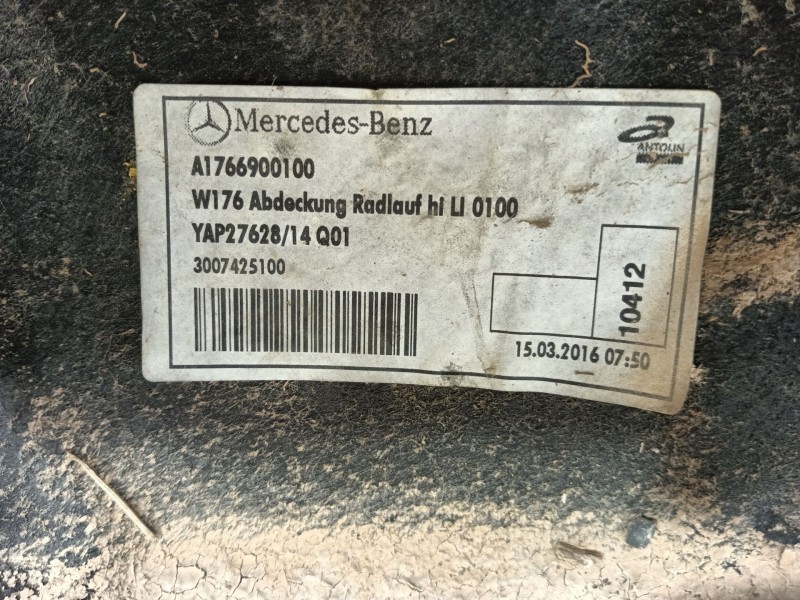 Mercedes-Benz
ANTOLIN
A1766900100
W176 Abdeckung Radlauf hi LI 0100
YAP27628/14 Q01
3007425100
10412
15.03.2016 07:50